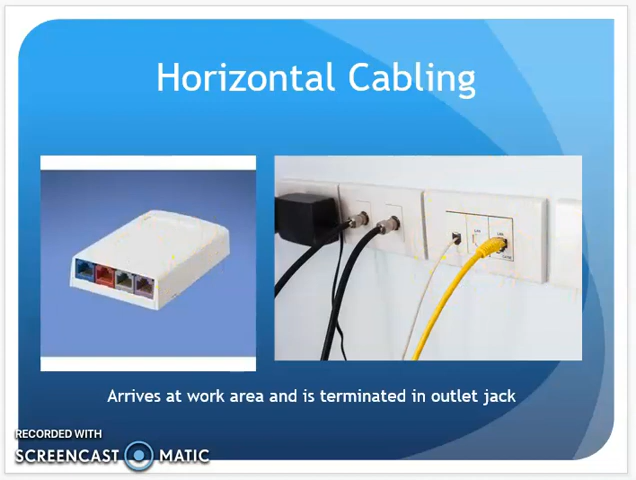 Horizontal Cabling
Arrives at work area and is terminated in outlet jack
RECORDED WITH
SCREENCAST MATIC